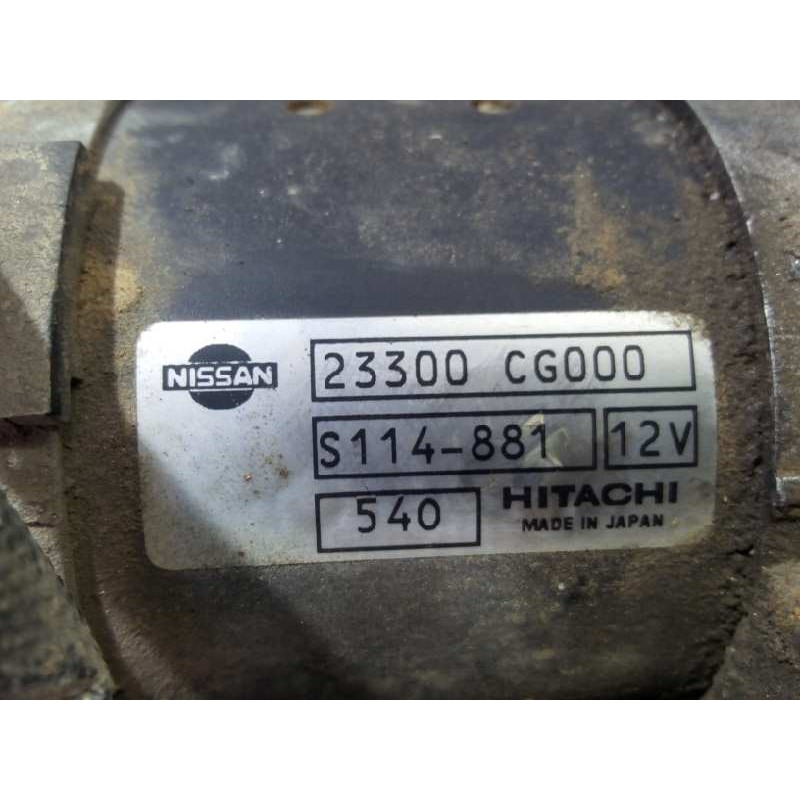 NISSAN
23300 CG000
S114-881 12V
540 HITACHI
MADE IN JAPAN